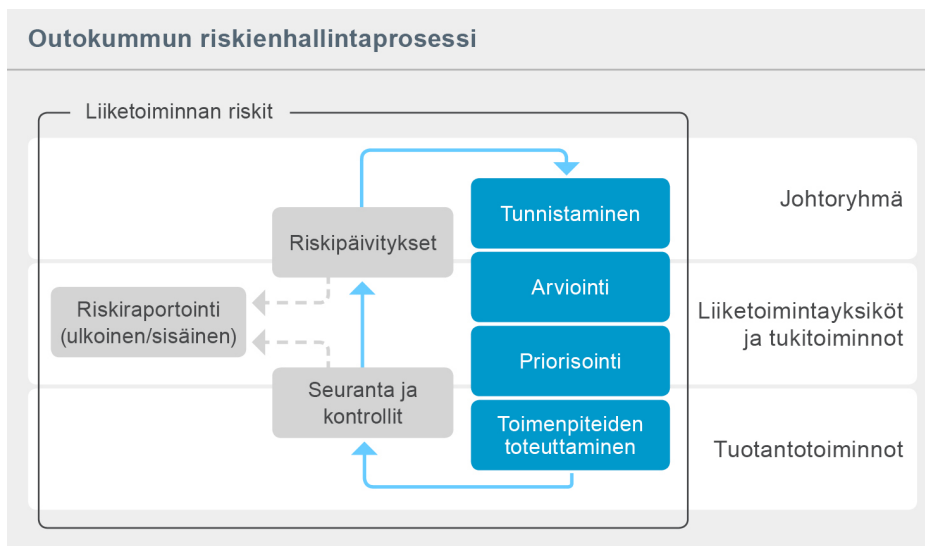 Outokummun riskienhallintaprosessi
Liiketoiminnan riskit
Johtoryhmä
Tunnistaminen
Riskipäivitykset
Arviointi
Riskiraportointi
(ulkoinen/sisäinen)
Liiketoimintayksiköt
ja tukitoiminnot
Priorisointi
Seuranta ja
kontrollit
Toimenpiteiden
toteuttaminen
Tuotantotoiminnot